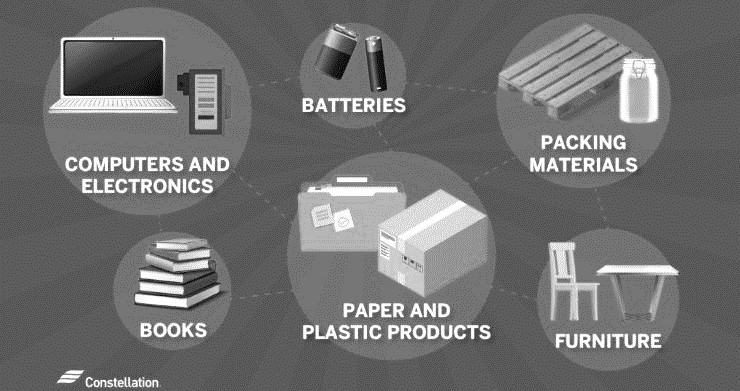 BATTERIES
COMPUTERS AND
ELECTRONICS
PACKING
MATERIALS
BOOKS
PAPER AND
PLASTIC PRODUCTS
FURNITURE
Constellation